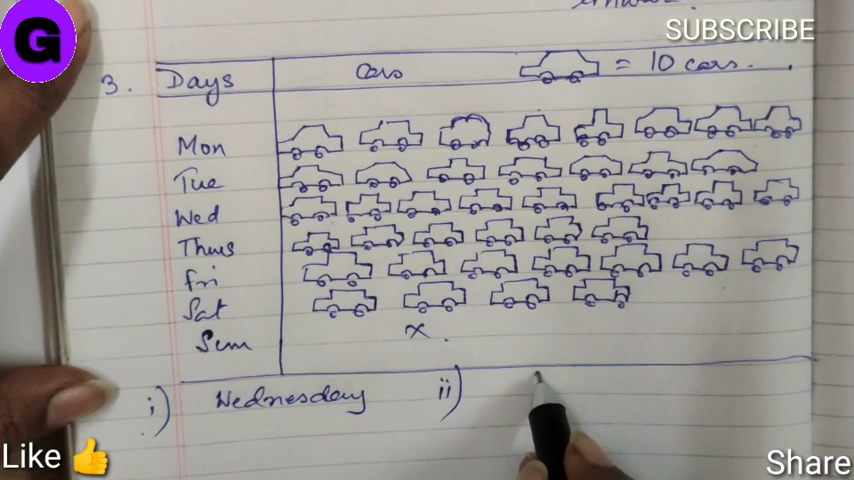 G
SUBSCRIBE
3. Days cars = 10 cars.
Mon
Tue
Wed
Thurs
Fri
Sat
Sun x.
i) Wednesday ii)
Like 👍
Share